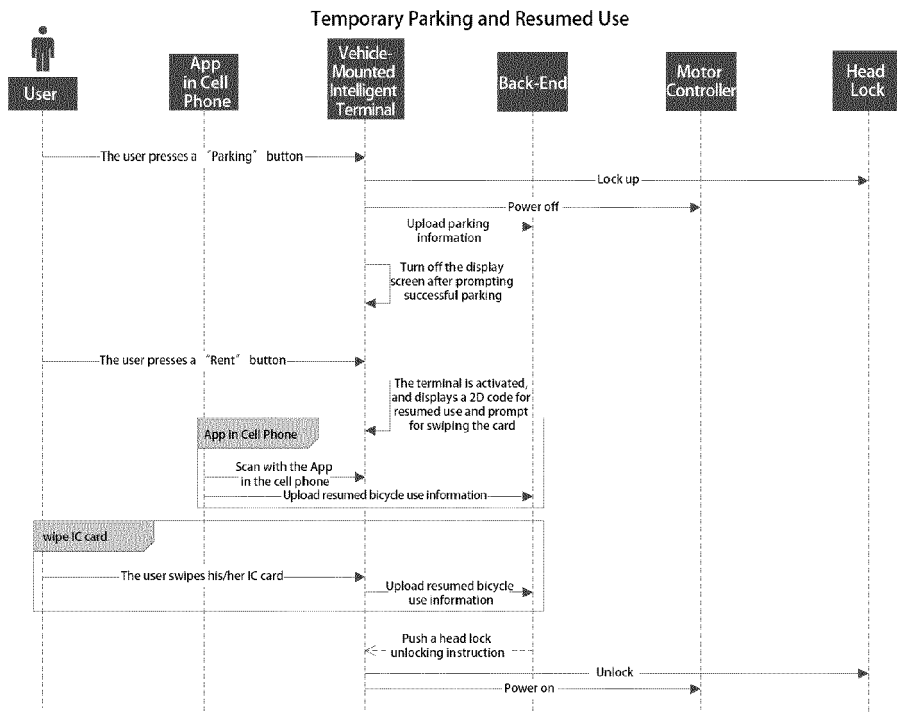 Temporary Parking and Resumed Use
User
App
in Cell
Phone
Vehicle-
Mounted
Intelligent
Terminal
Back-End
Motor
Controller
Head
Lock
The user presses a “Parking” button
Lock up
Power off
Upload parking
information
Turn off the display
screen after prompting
successful parking
The user presses a “Rent” button
The terminal is activated,
and displays a 2D code for
resumed use and prompt
for swiping the card
App in Cell Phone
Scan with the App
in the cell phone
Upload resumed bicycle use information
wipe IC card
The user swipes his/her IC card
Upload resumed bicycle
use information
Push a head lock
unlocking instruction
Unlock
Power on